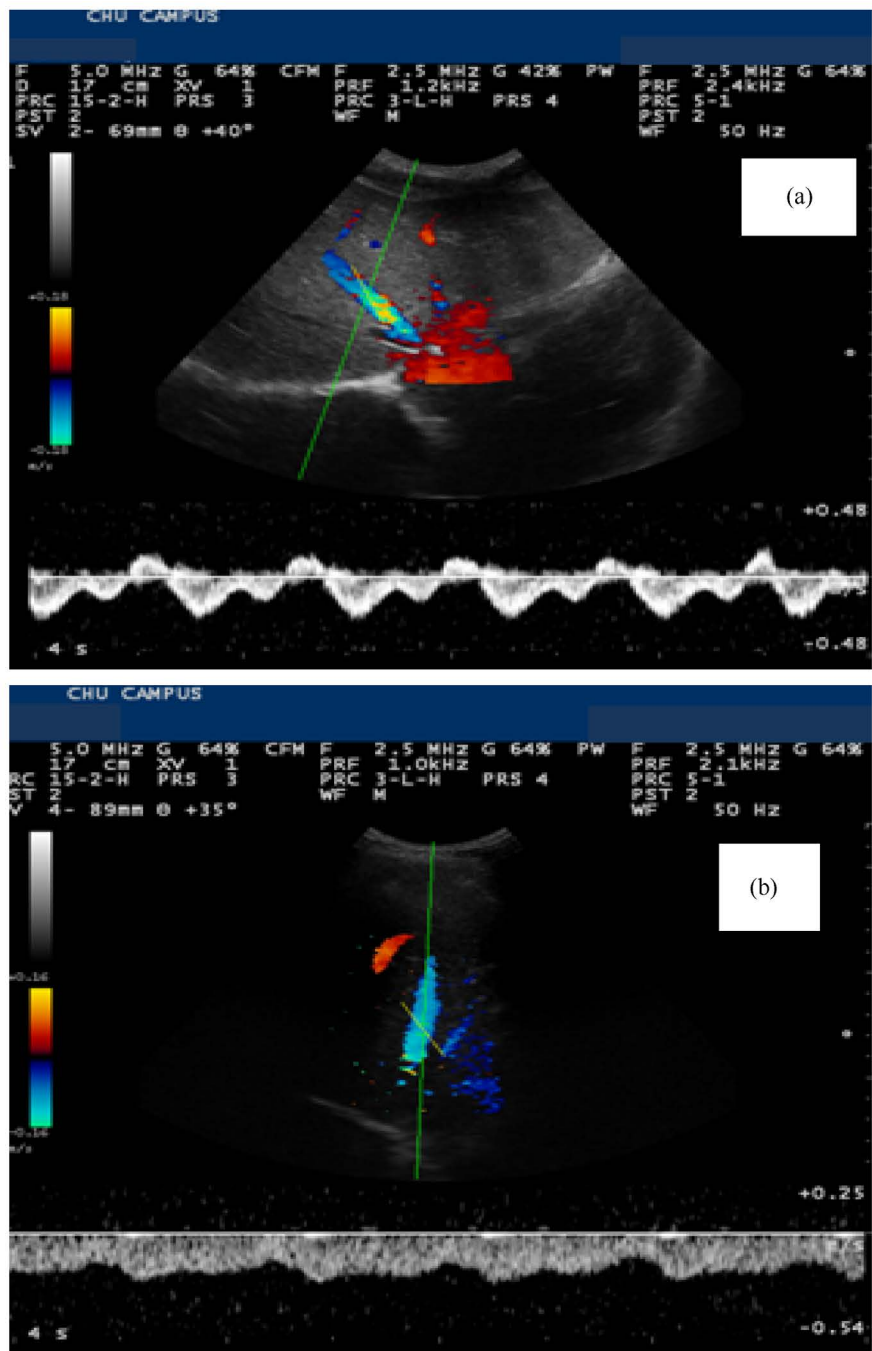 CHU CAMPUS
F 5.0 MHz G 64% CFM F 2.5 MHz G 42% PW F 2.5 MHz G 64%
D 17 cm XV 1 PRF 1.2kHz PRF 2.4kHz
PRC 15-2-H PRS 3 PRC 3-L-H PRS 4 PRC 5-1
PST 2 WF M PST 2
SV 2- 69mm θ +40° WF 50 Hz
(a)
+0.18
-0.18
m/s
+0.48
-0.48
4 s
CHU CAMPUS
5.0 MHz G 64% CFM F 2.5 MHz G 64% PW F 2.5 MHz G 64%
17 cm XV 1 PRF 1.0kHz PRF 2.1kHz
RC 15-2-H PRS 3 PRC 3-L-H PRS 4 PRC 5-1
ST 2 WF M PST 2
V 4- 89mm θ +35° WF 50 Hz
(b)
+0.16
-0.16
m/s
+0.25
-0.54
4 s